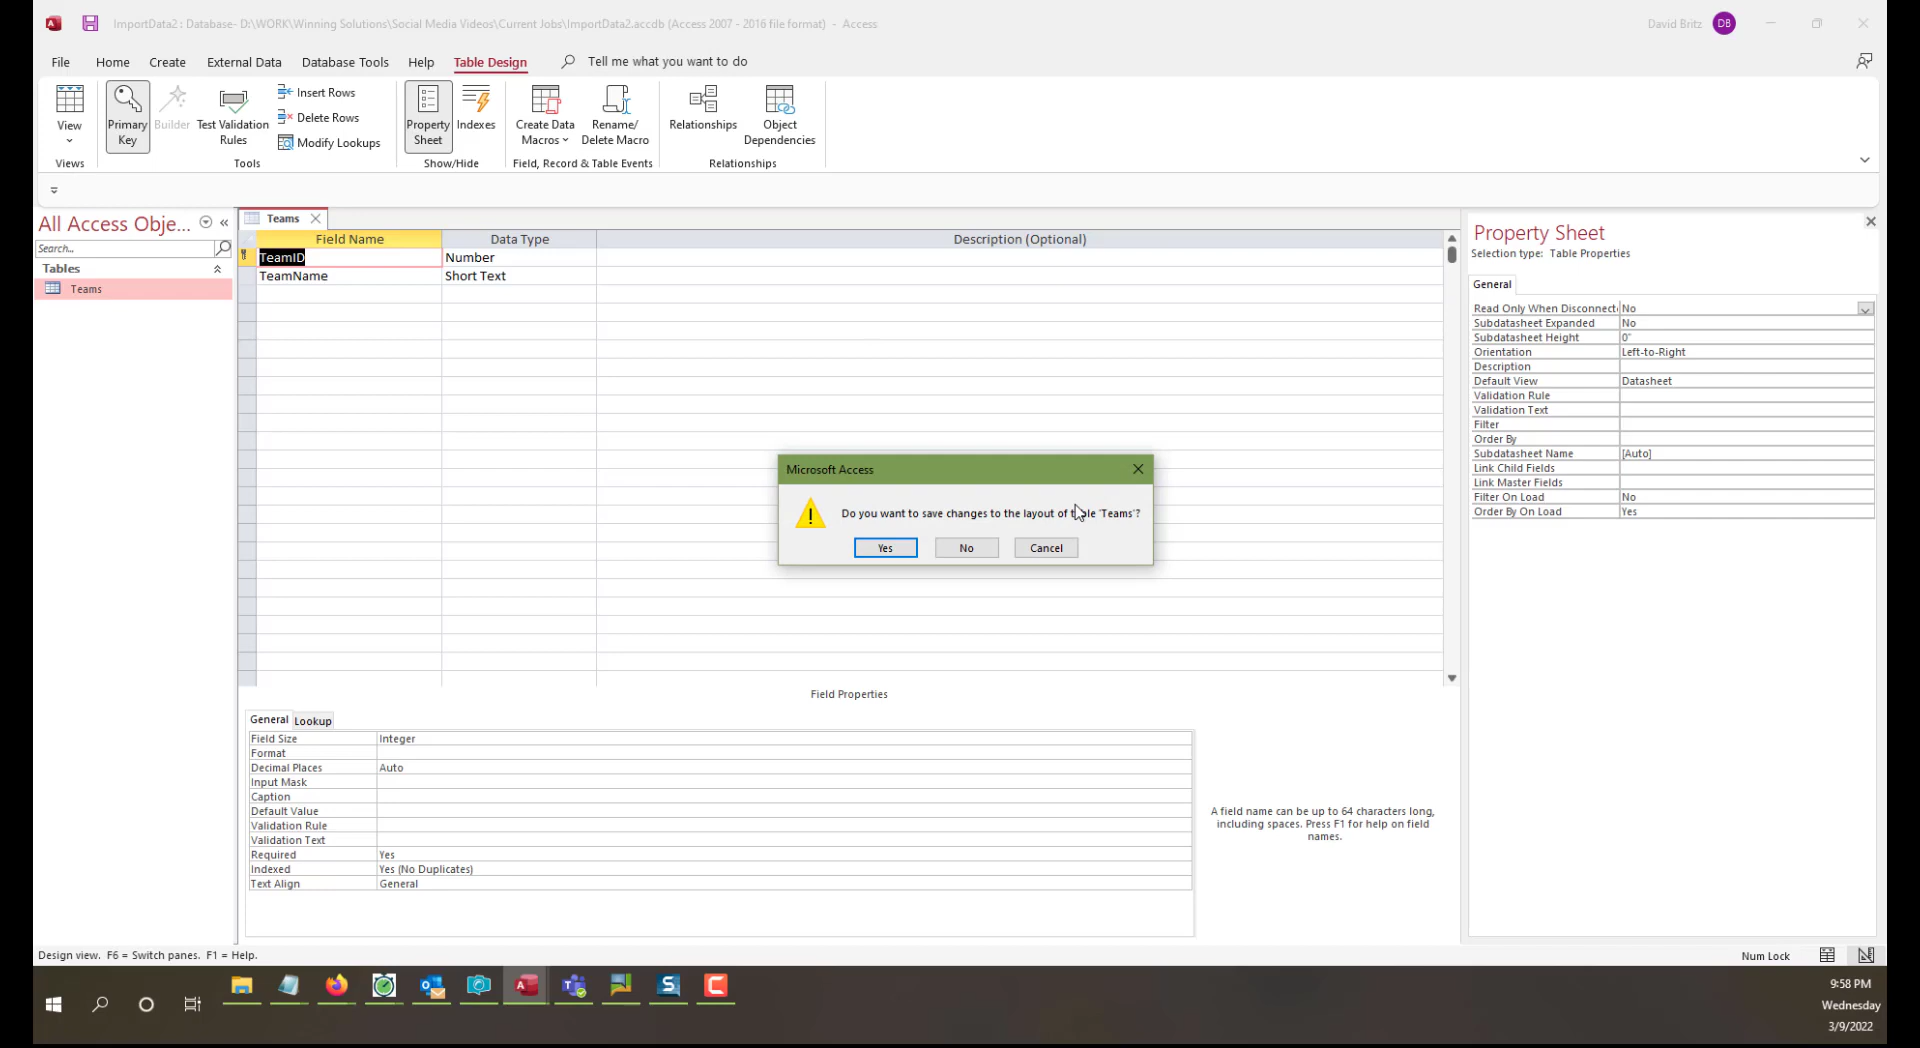 ImportData2 : Database- D:\WORK\Winning Solutions\Social Media Videos\Current Jobs\ImportData2.accdb (Access 2007 - 2016 file format) - Access
David Britz
DB
File
Home
Create
External Data
Database Tools
Help
Table Design
Tell me what you want to do
View
Primary Key
Builder
Test Validation Rules
Insert Rows
Delete Rows
Modify Lookups
Property Sheet
Indexes
Create Data Macros
Rename/ Delete Macro
Relationships
Object Dependencies
Views
Tools
Show/Hide
Field, Record & Table Events
Relationships
All Access Obje...
Search...
Tables
Teams
Teams
Field Name
Data Type
Description (Optional)
TeamID
Number
TeamName
Short Text
Microsoft Access
Do you want to save changes to the layout of table 'Teams'?
Yes
No
Cancel
Field Properties
General
Lookup
Field Size
Integer
Format
Decimal Places
Auto
Input Mask
Caption
Default Value
Validation Rule
Validation Text
Required
Yes
Indexed
Yes (No Duplicates)
Text Align
General
A field name can be up to 64 characters long,
including spaces. Press F1 for help on field
names.
Property Sheet
Selection type: Table Properties
General
Read Only When Disconnect
No
Subdatasheet Expanded
No
Subdatasheet Height
0"
Orientation
Left-to-Right
Description
Default View
Datasheet
Validation Rule
Validation Text
Filter
Order By
Subdatasheet Name
[Auto]
Link Child Fields
Link Master Fields
Filter On Load
No
Order By On Load
Yes
Design view. F6 = Switch panes. F1 = Help.
Num Lock
9:58 PM
Wednesday
3/9/2022